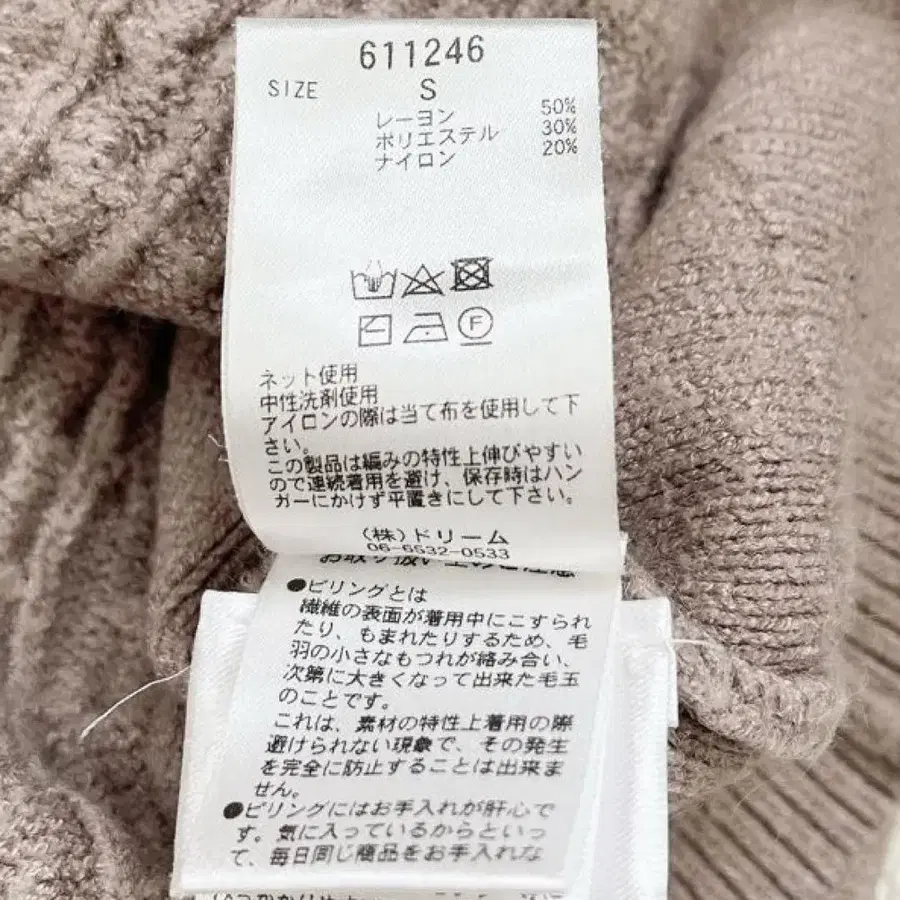 611246
SIZE S
レーヨン 50%
ポリエステル 30%
ナイロン 20%
F
ネット使用
中性洗剤使用
アイロンの際は当て布を使用して下
さい。
この製品は編みの特性上伸びやすい
ので連続着用を避け、保存時はハン
ガーにかけず平置きにして下さい。
(株)ドリーム
06-6532-0533
お取り扱い上のご注意
●ピリングとは
繊維の表面が着用中にこすられ
たり、もまれたりするため、毛
羽の小さなもつれが絡み合い、
次第に大きくなって出来た毛玉
のことです。
これは、素材の特性上着用の際
避けられない現象で、その発生
を完全に防止することは出来ま
せん。
●ピリングにはお手入れが肝心で
す。気に入っているからといっ
て、毎日同じ商品をお手入れな